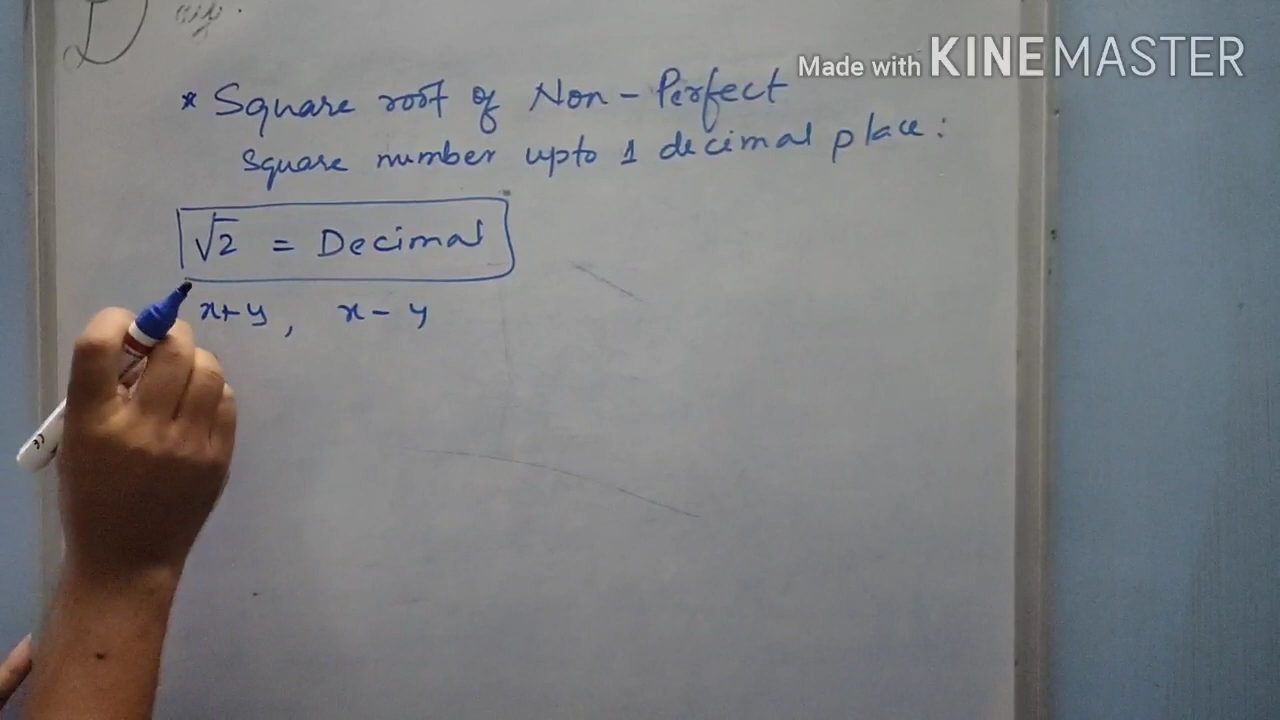 Made with KINEMASTER
* Square root of Non-Perfect
Square number upto 1 decimal place:
√2 = Decimal
x+y, x-y